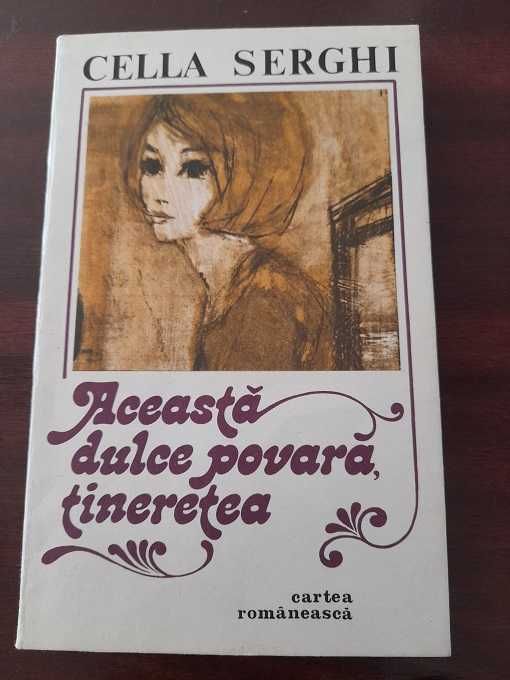 CELLA SERGHI
Această
dulce povară,
tinerețea
cartea
românească